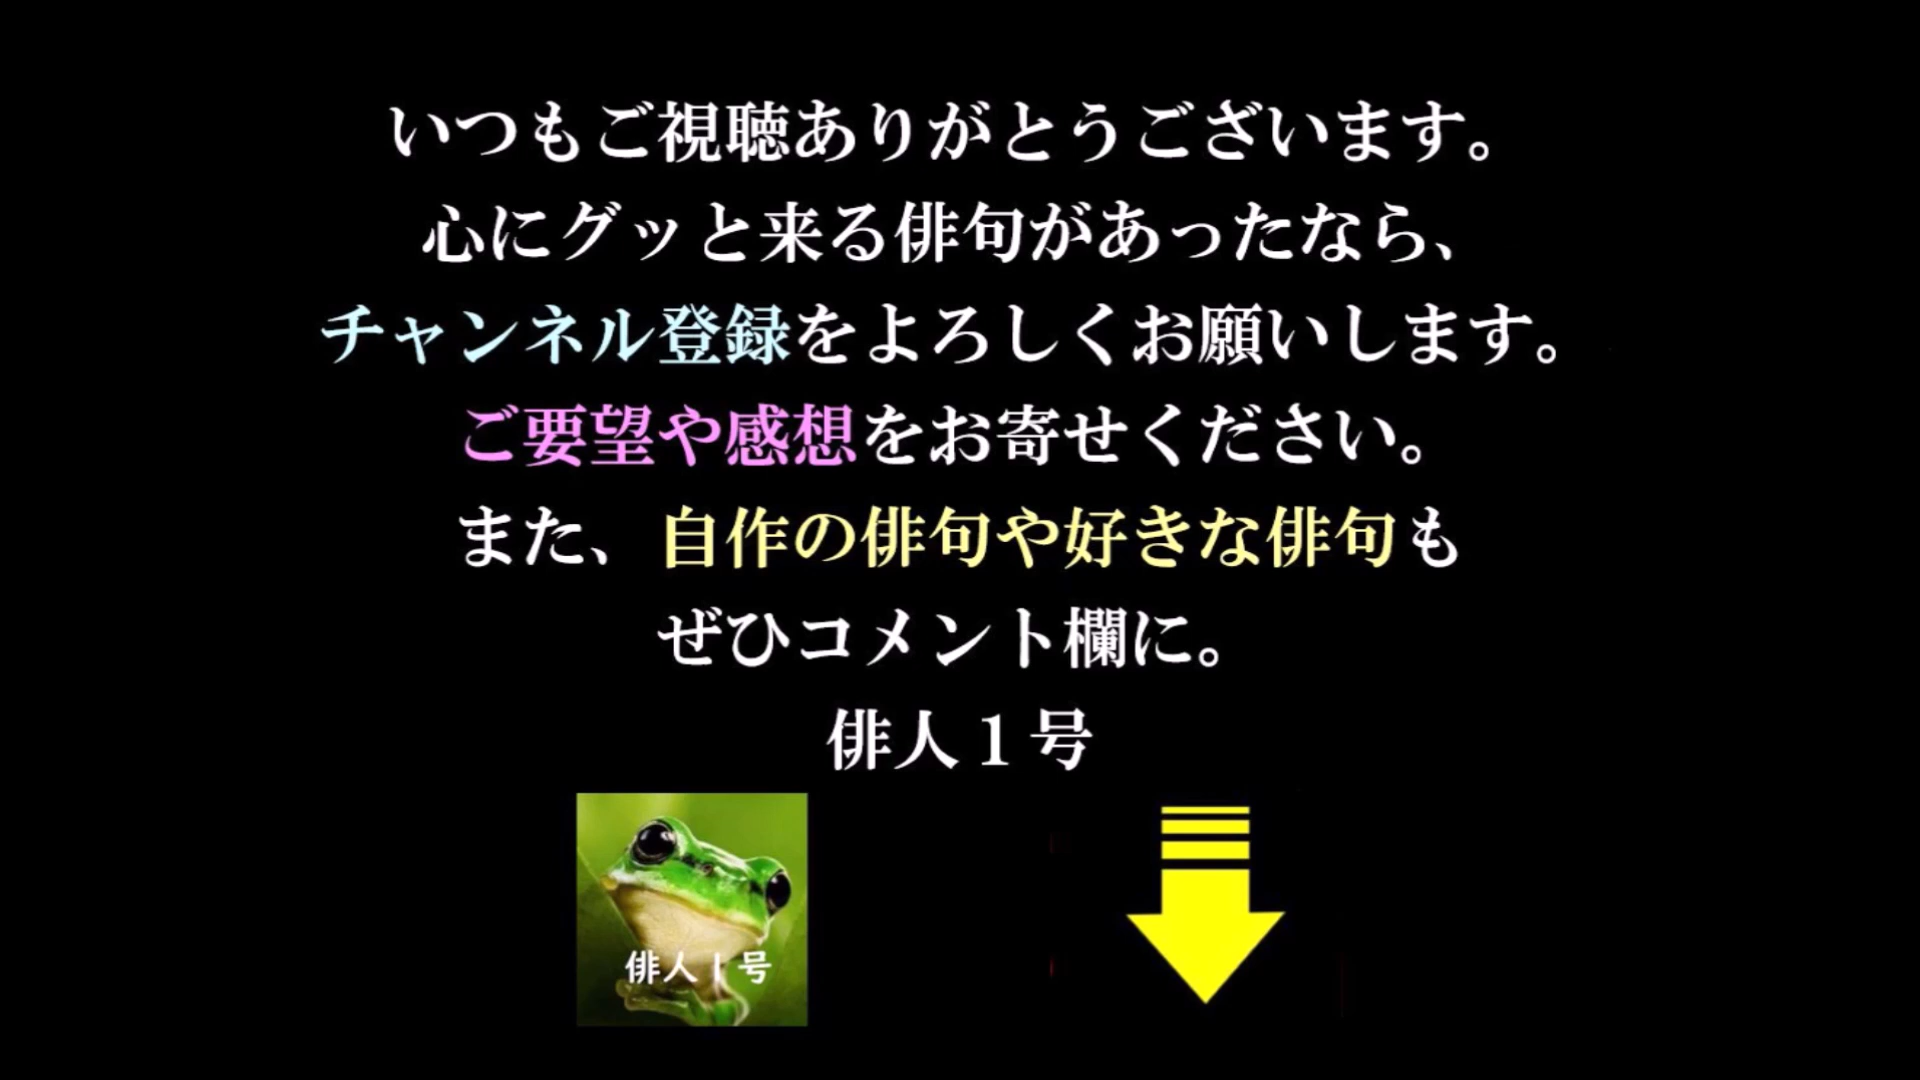 いつもご視聴ありがとうございます。
心にグッと来る俳句があったなら、
チャンネル登録をよろしくお願いします。
ご要望や感想をお寄せください。
また、自作の俳句や好きな俳句も
ぜひコメント欄に。
俳人１号
俳人１号